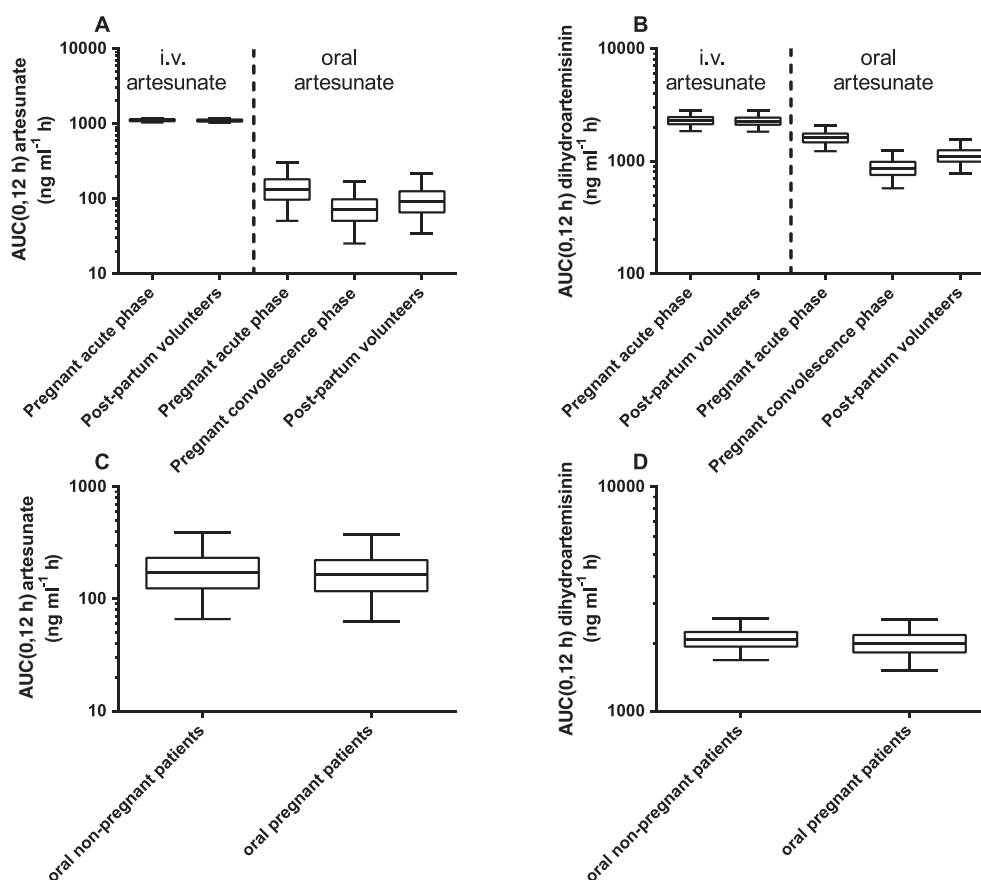 A
AUC(0,12 h) artesunate
(ng ml⁻¹ h)
10000
1000
100
10
i.v.
artesunate
oral
artesunate
Pregnant acute phase
Post-partum volunteers
Pregnant acute phase
Pregnant convolescence phase
Post-partum volunteers
B
AUC(0,12 h) dihydroartemisinin
(ng ml⁻¹ h)
10000
1000
100
i.v.
artesunate
oral
artesunate
Pregnant acute phase
Post-partum volunteers
Pregnant acute phase
Pregnant convolescence phase
Post-partum volunteers
C
AUC(0,12 h) artesunate
(ng ml⁻¹ h)
1000
100
10
oral non-pregnant patients
oral pregnant patients
D
AUC(0,12 h) dihydroartemisinin
(ng ml⁻¹ h)
10000
1000
oral non-pregnant patients
oral pregnant patients